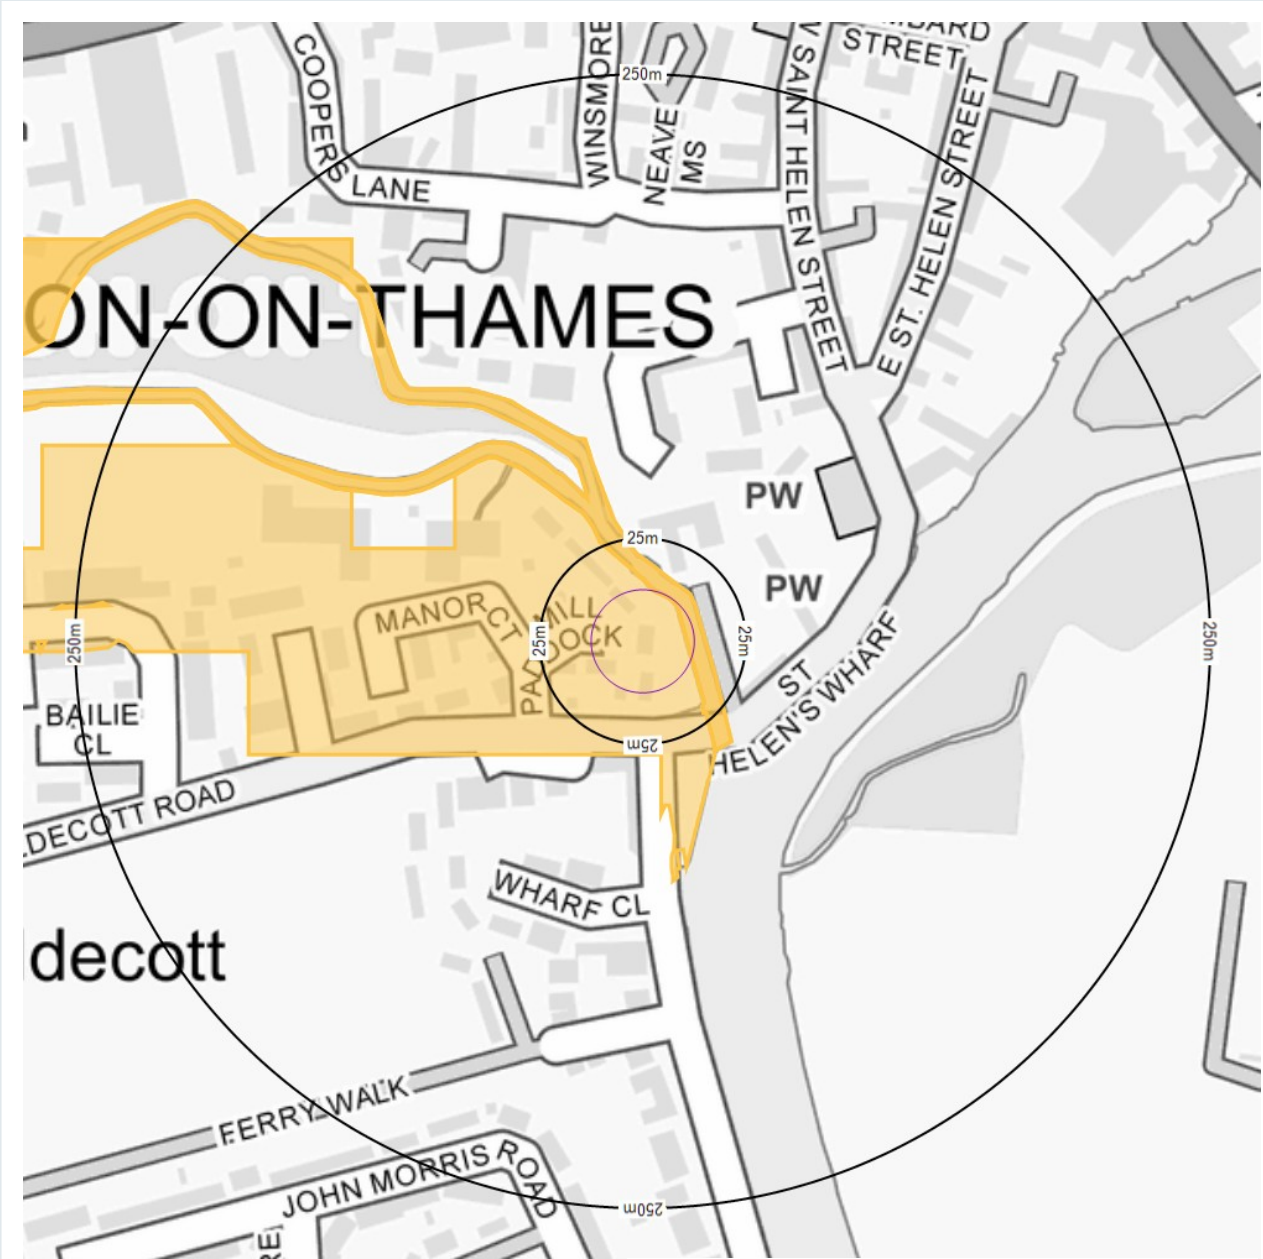 STREET
250m
COOPERS
WINSMORE
SAINT HELEN STREET
E ST. HELEN STREET
NEAVE
MS
LANE
ON-ON-THAMES
PW
25m
PW
MANOR CT
MILL
PADDOCK
25m
25m
250m
250m
ST
HELEN'S WHARF
25m
BAILIE
CL
DECOTT ROAD
WHARF CL
decott
FERRY WALK
JOHN MORRIS ROAD
250m